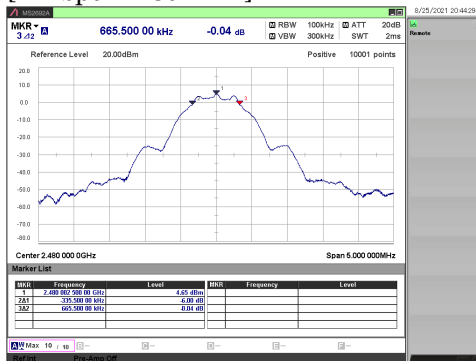 MS2692A
8/25/2021 20:44:29
MKR
3 Δ2
665.500 00 kHz
-0.04 dB
RBW 100kHz
ATT 20dB
VBW 300kHz
SWT 2ms
Remote
Reference Level 20.00dBm
Positive 10001 points
20.0
10.0
0.0
-10.0
-20.0
-30.0
-40.0
-50.0
-60.0
-70.0
-80.0
1
2
3
Center 2.480 000 0GHz
Span 5.000 000MHz
Marker List
MKR Frequency Level MKR Frequency Level
1 2.480 002 500 00 GHz 4.65 dBm
2Δ1 -335.500 00 kHz -6.00 dB
3Δ2 665.500 00 kHz -0.04 dB
Max 10 / 10
Ref.Int Pre-Amp Off